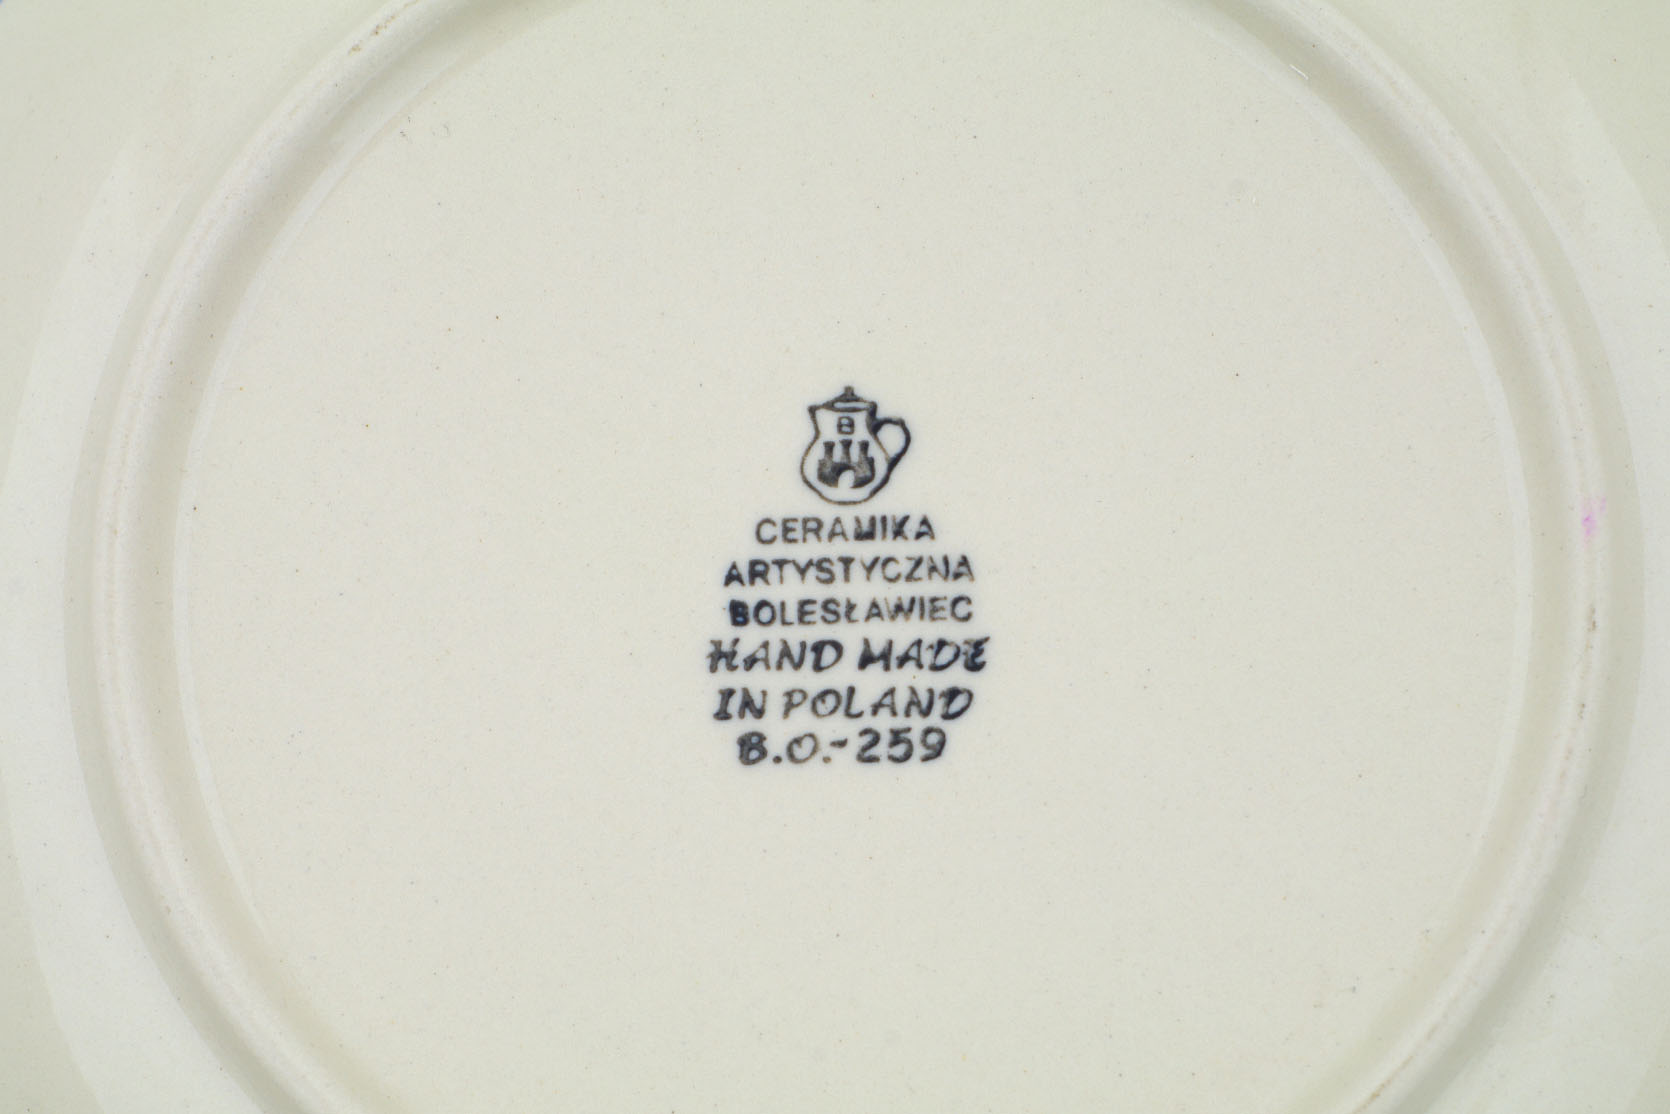 B
CERAMIKA
ARTYSTYCZNA
BOLESŁAWIEC
HAND MADE
IN POLAND
B.O.-259